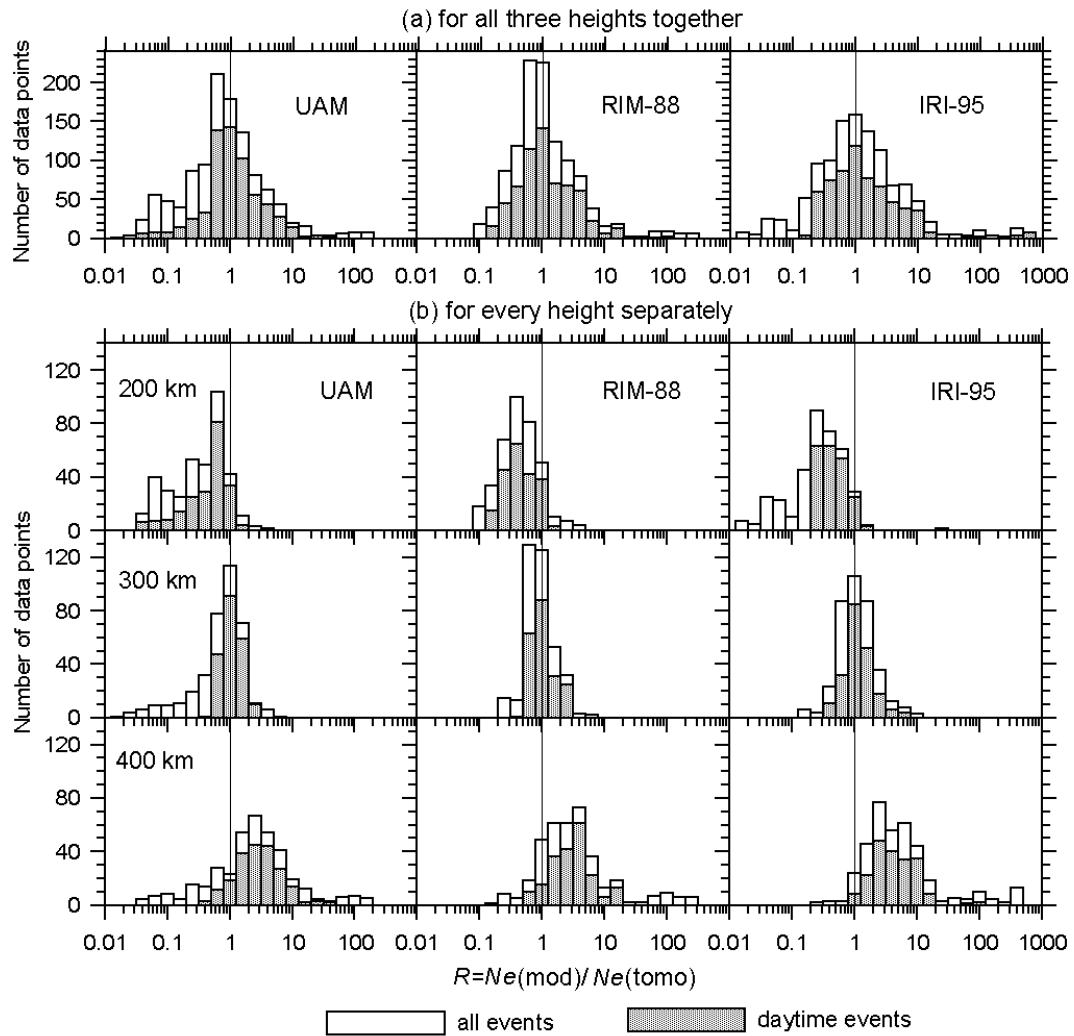 (a) for all three heights together
Number of data points
200
150
100
50
0
UAM
RIM-88
IRI-95
0.01 0.1 1 10 100 0.1 1 10 100 0.01 0.1 1 10 100 1000
(b) for every height separately
Number of data points
120
80
40
0
200 km
UAM
RIM-88
IRI-95
120
80
40
0
300 km
120
80
40
0
400 km
0.01 0.1 1 10 100 0.1 1 10 100 0.01 0.1 1 10 100 1000
R=Ne(mod)/Ne(tomo)
all events
daytime events